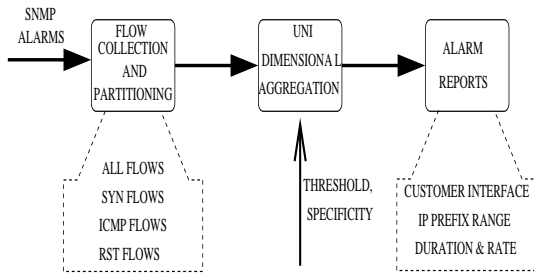 SNMP
ALARMS
FLOW
COLLECTION
AND
PARTITIONING
UNI
DIMENSIONAL
AGGREGATION
ALARM
REPORTS
ALL FLOWS
SYN FLOWS
ICMP FLOWS
RST FLOWS
THRESHOLD,
SPECIFICITY
CUSTOMER INTERFACE
IP PREFIX RANGE
DURATION & RATE